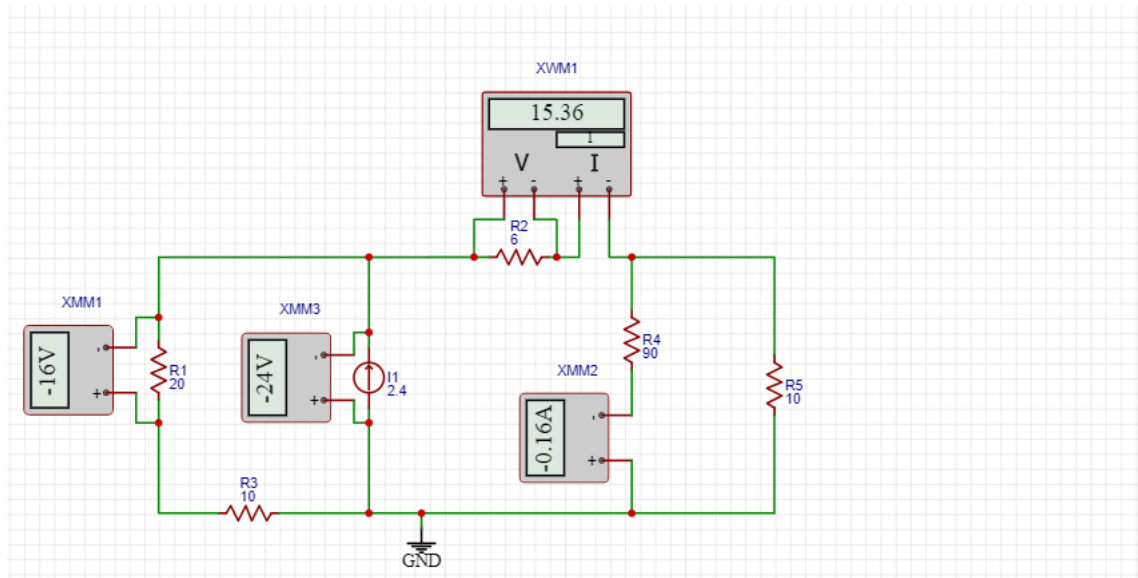 XWM1
15.36
1
V I
+ - + -
R2
6
XMM1
XMM3
-16V
-
+
R1
20
-24V
-
+
I1
2.4
R4
90
XMM2
-0.16A
-
+
R5
10
R3
10
GND